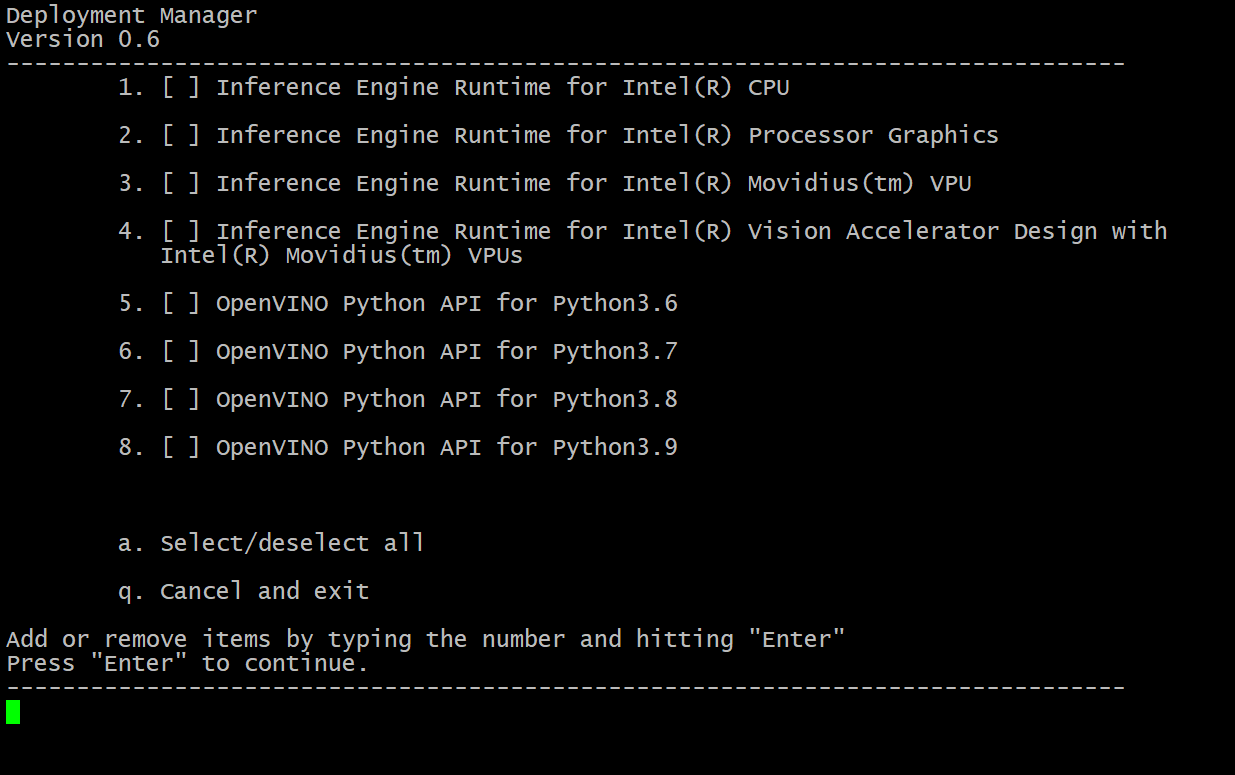 Deployment Manager
Version 0.6
--------------------------------------------------------------------------------
1. [ ] Inference Engine Runtime for Intel(R) CPU
2. [ ] Inference Engine Runtime for Intel(R) Processor Graphics
3. [ ] Inference Engine Runtime for Intel(R) Movidius(tm) VPU
4. [ ] Inference Engine Runtime for Intel(R) Vision Accelerator Design with
Intel(R) Movidius(tm) VPUs
5. [ ] OpenVINO Python API for Python3.6
6. [ ] OpenVINO Python API for Python3.7
7. [ ] OpenVINO Python API for Python3.8
8. [ ] OpenVINO Python API for Python3.9
a. Select/deselect all
q. Cancel and exit
Add or remove items by typing the number and hitting "Enter"
Press "Enter" to continue.
--------------------------------------------------------------------------------